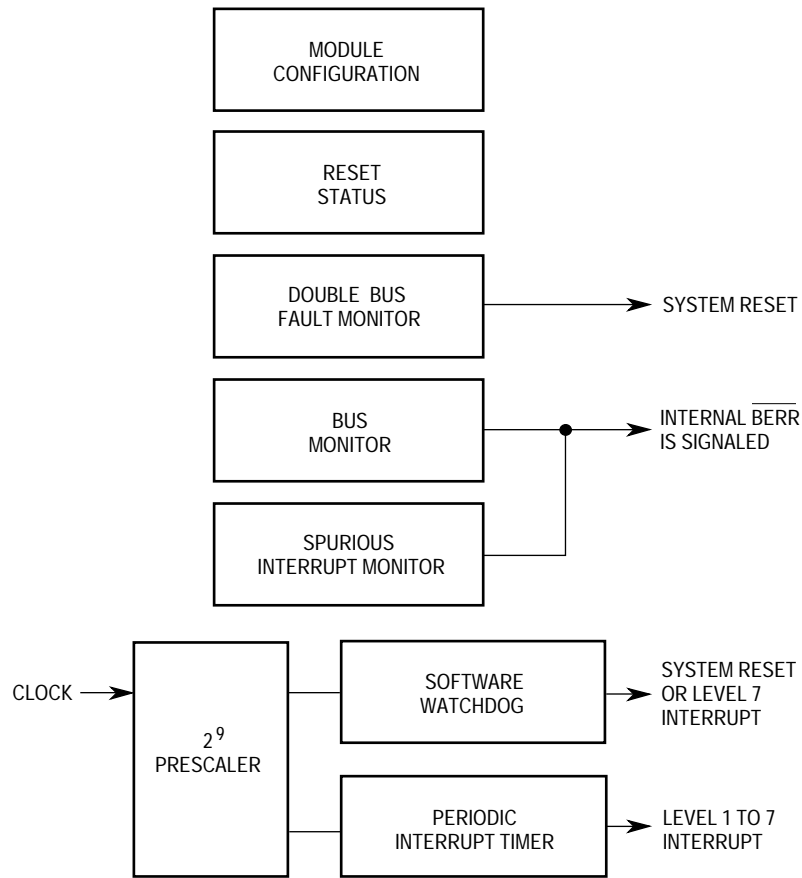 MODULE
CONFIGURATION
RESET
STATUS
DOUBLE BUS
FAULT MONITOR
SYSTEM RESET
BUS
MONITOR
INTERNAL B̅E̅R̅R̅
IS SIGNALED
SPURIOUS
INTERRUPT MONITOR
CLOCK
2⁹
PRESCALER
SOFTWARE
WATCHDOG
SYSTEM RESET
OR LEVEL 7
INTERRUPT
PERIODIC
INTERRUPT TIMER
LEVEL 1 TO 7
INTERRUPT